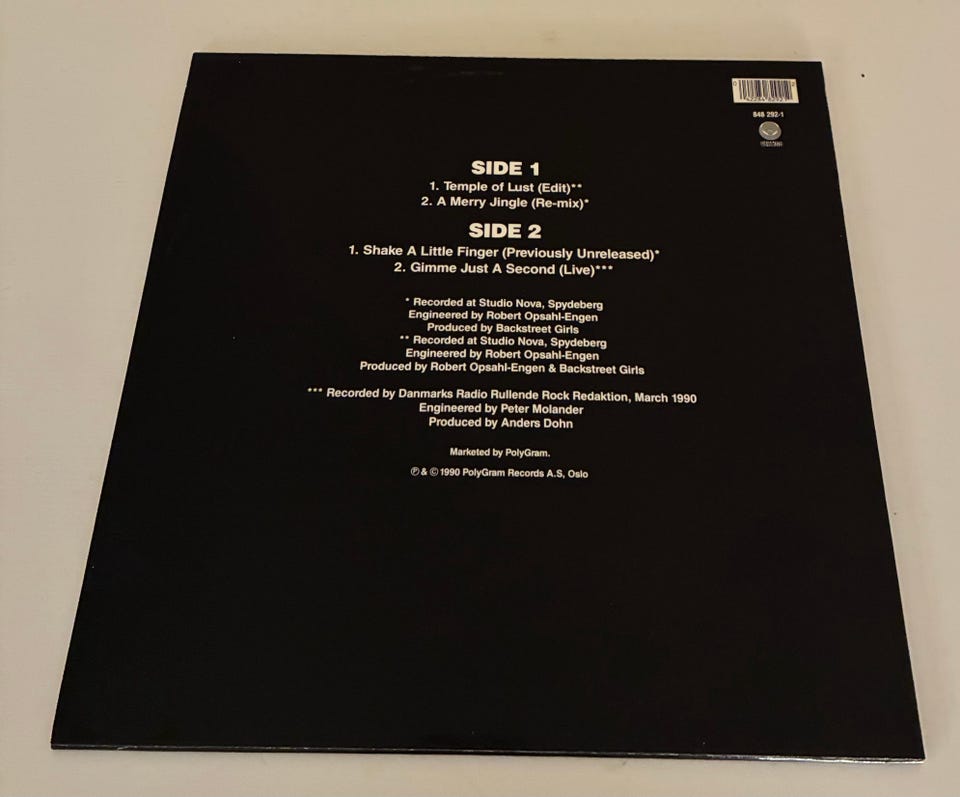 848 292-1
SIDE 1
1. Temple of Lust (Edit)**
2. A Merry Jingle (Re-mix)*
SIDE 2
1. Shake A Little Finger (Previously Unreleased)*
2. Gimme Just A Second (Live)***
* Recorded at Studio Nova, Spydeberg
Engineered by Robert Opsahl-Engen
Produced by Backstreet Girls
** Recorded at Studio Nova, Spydeberg
Engineered by Robert Opsahl-Engen
Produced by Robert Opsahl-Engen & Backstreet Girls
*** Recorded by Danmarks Radio Rullende Rock Redaktion, March 1990
Engineered by Peter Molander
Produced by Anders Dohn
Marketed by PolyGram.
℗ & © 1990 PolyGram Records A.S, Oslo